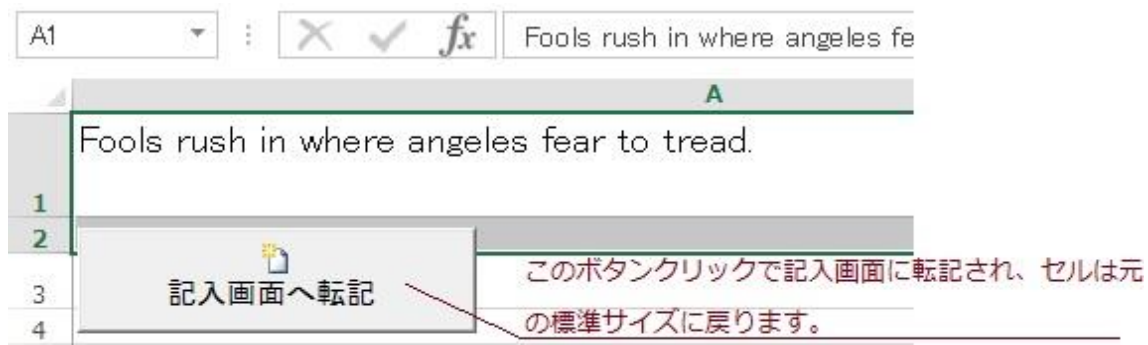 A1 fx Fools rush in where angeles fe
A
Fools rush in where angeles fear to tread.
1
2
記入画面へ転記
このボタンクリックで記入画面に転記され、セルは元
の標準サイズに戻ります。
3
4